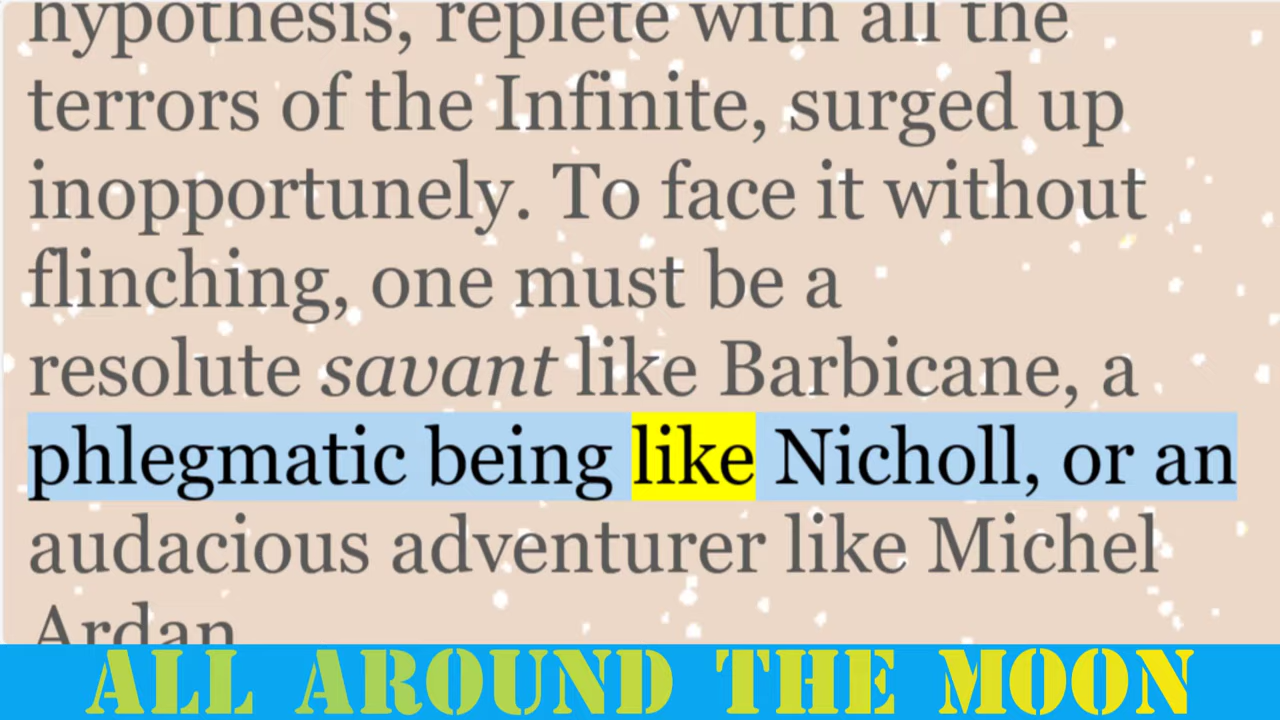 hypothesis, replete with all the
terrors of the Infinite, surged up
inopportunely. To face it without
flinching, one must be a
resolute savant like Barbicane, a
phlegmatic being like Nicholl, or an
audacious adventurer like Michel
Ardan
ALL AROUND THE MOON